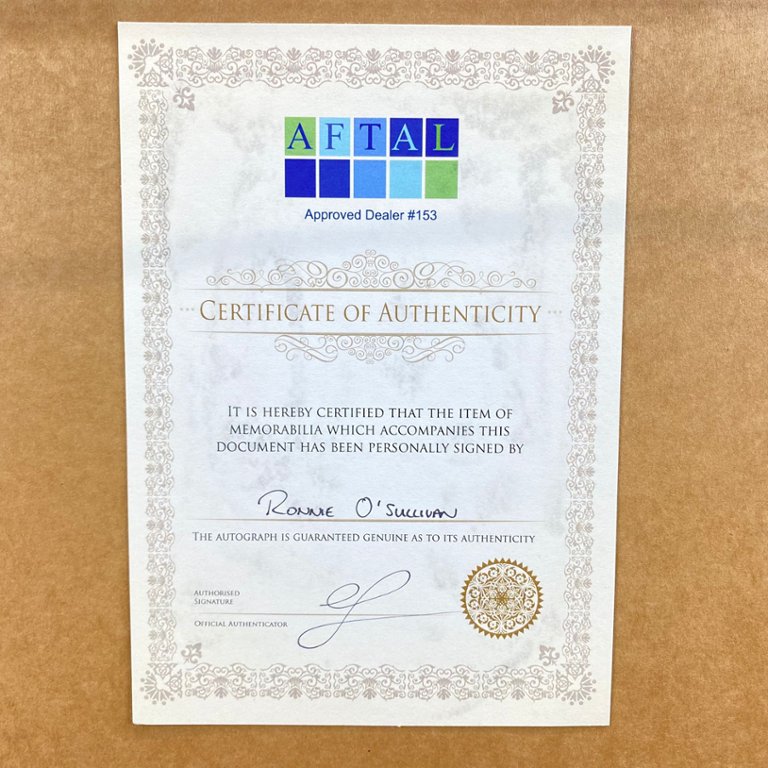 AFTAL
Approved Dealer #153
CERTIFICATE OF AUTHENTICITY
IT IS HEREBY CERTIFIED THAT THE ITEM OF
MEMORABILIA WHICH ACCOMPANIES THIS
DOCUMENT HAS BEEN PERSONALLY SIGNED BY
RONNIE O'SULLIVAN
THE AUTOGRAPH IS GUARANTEED GENUINE AS TO ITS AUTHENTICITY
AUTHORISED
SIGNATURE
OFFICIAL AUTHENTICATOR